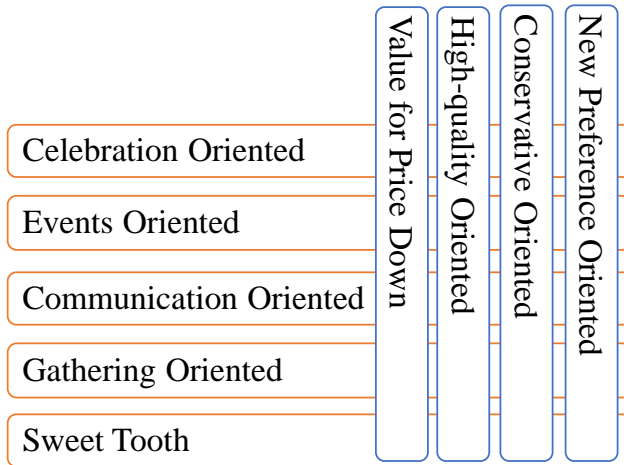 Value for Price Down
High-quality Oriented
Conservative Oriented
New Preference Oriented
Celebration Oriented
Events Oriented
Communication Oriented
Gathering Oriented
Sweet Tooth